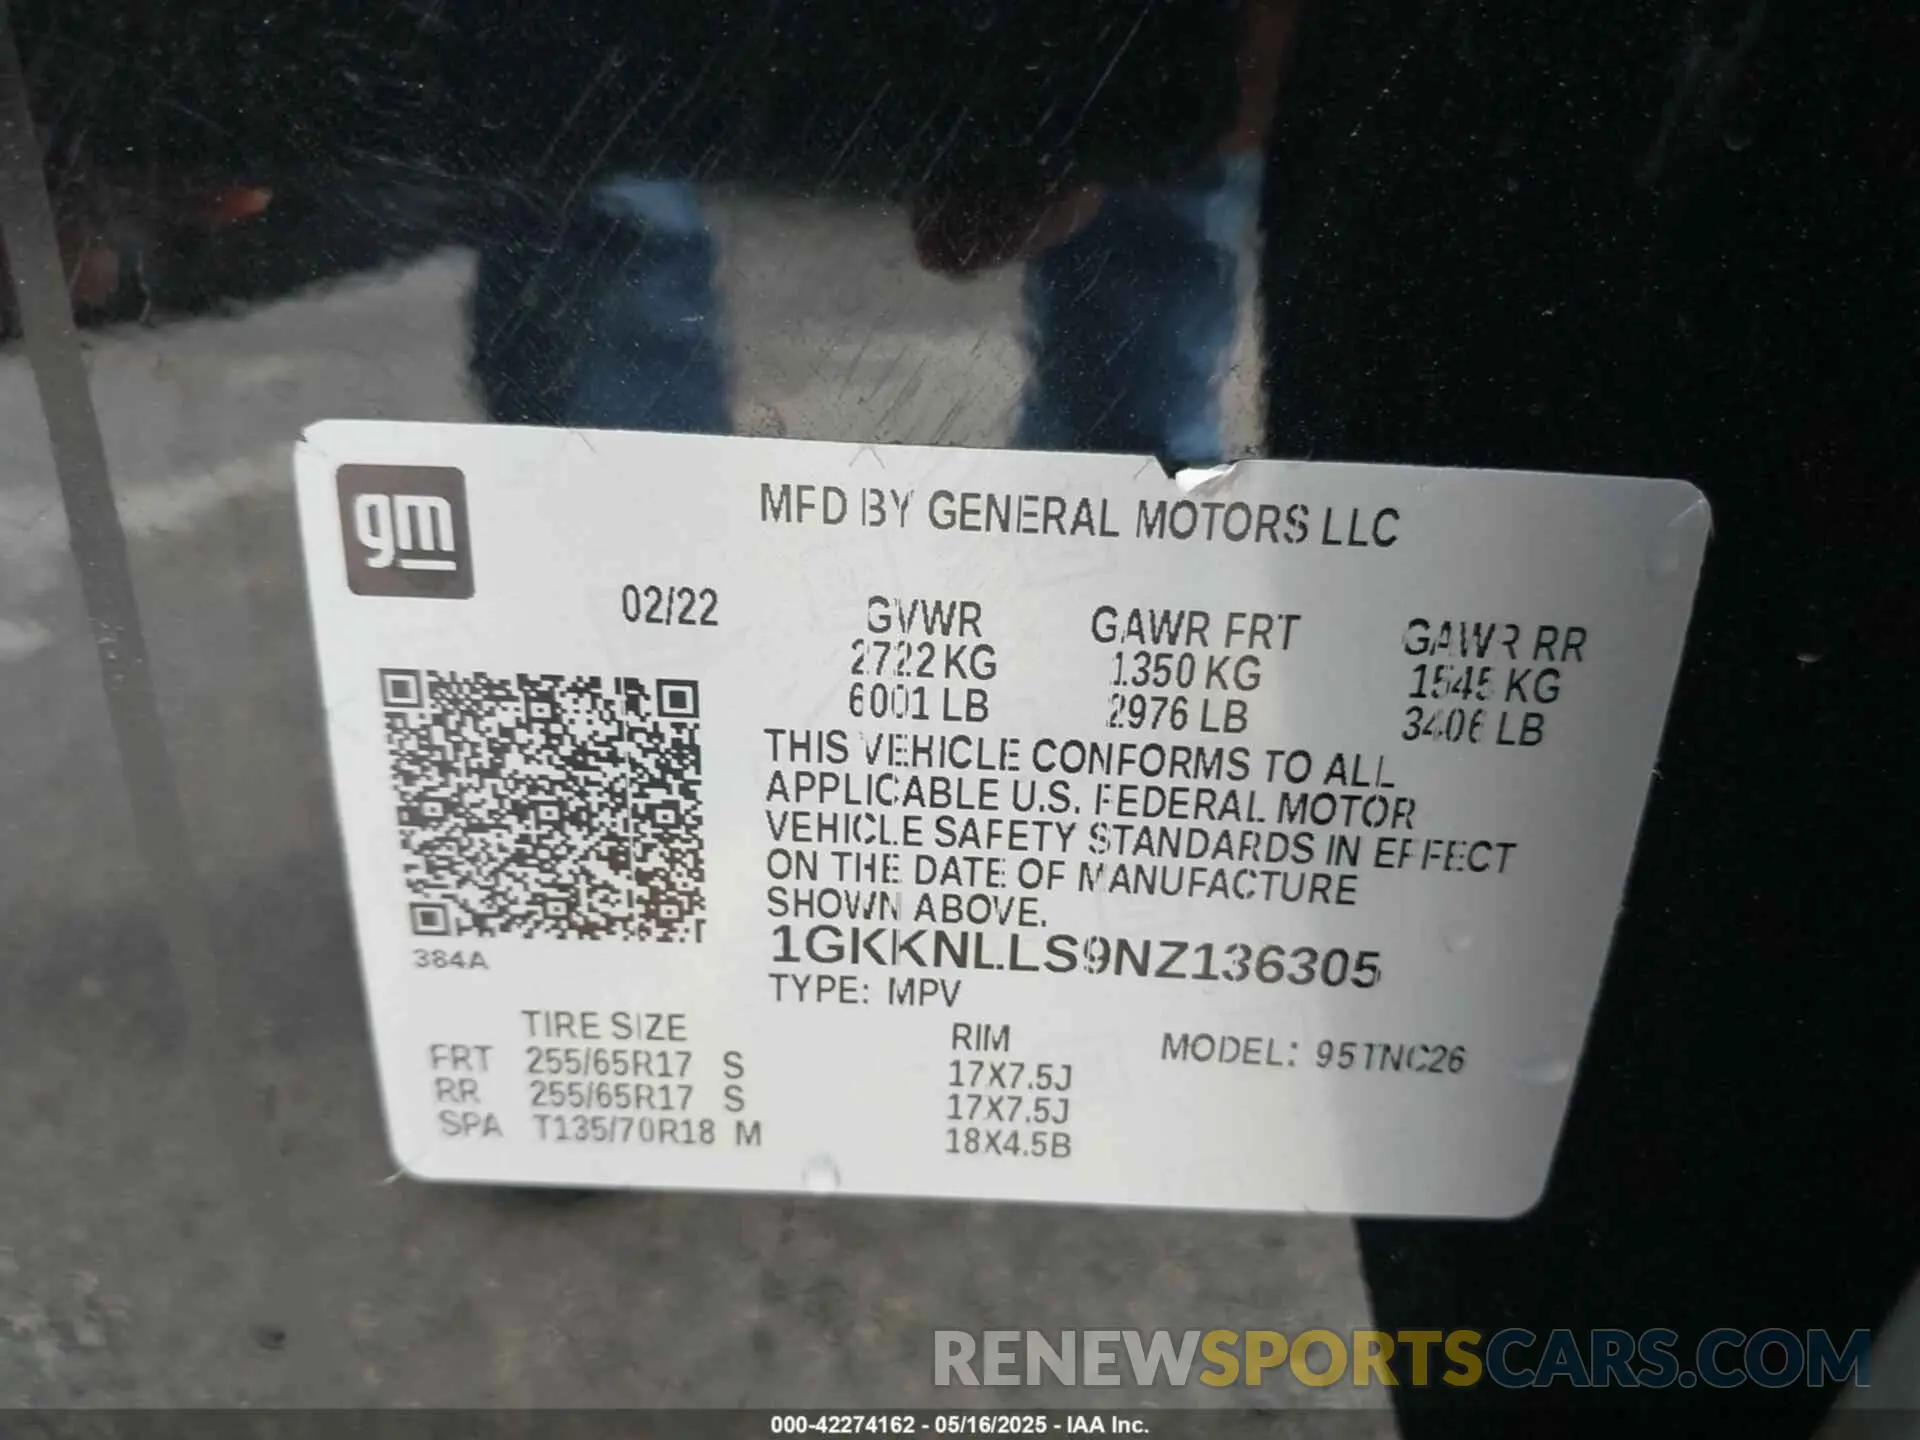 gm
MFD BY GENERAL MOTORS LLC
02/22
GVWR GAWR FRT GAWR RR
2722 KG 1350 KG 1545 KG
6001 LB 2976 LB 3406 LB
THIS VEHICLE CONFORMS TO ALL
APPLICABLE U.S. FEDERAL MOTOR
VEHICLE SAFETY STANDARDS IN EFFECT
ON THE DATE OF MANUFACTURE
SHOWN ABOVE.
1GKKNLLS9NZ136305
384A
TYPE: MPV
TIRE SIZE RIM MODEL: 95TNC26
FRT 255/65R17 S 17X7.5J
RR 255/65R17 S 17X7.5J
SPA T135/70R18 M 18X4.5B
RENEWSPORTSCARS.COM
000-42274162 - 05/16/2025 - IAA Inc.